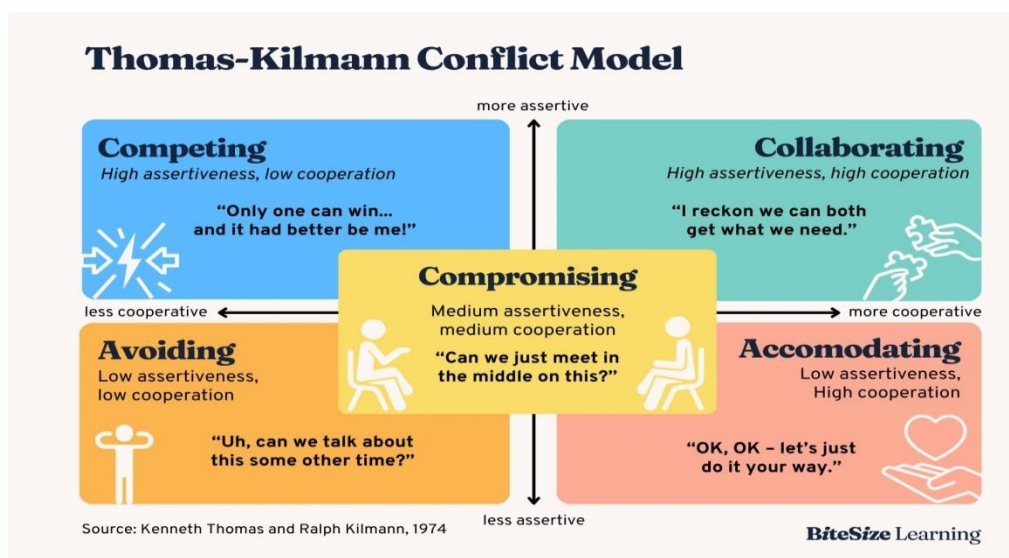 Thomas-Kilmann Conflict Model
more assertive
Competing
High assertiveness, low cooperation
“Only one can win...
and it had better be me!”
Collaborating
High assertiveness, high cooperation
“I reckon we can both
get what we need.”
Compromising
Medium assertiveness,
medium cooperation
“Can we just meet in
the middle on this?”
less cooperative
more cooperative
Avoiding
Low assertiveness,
low cooperation
“Uh, can we talk about
this some other time?”
Accomodating
Low assertiveness,
High cooperation
“OK, OK – let’s just
do it your way.”
less assertive
Source: Kenneth Thomas and Ralph Kilmann, 1974
BiteSize Learning